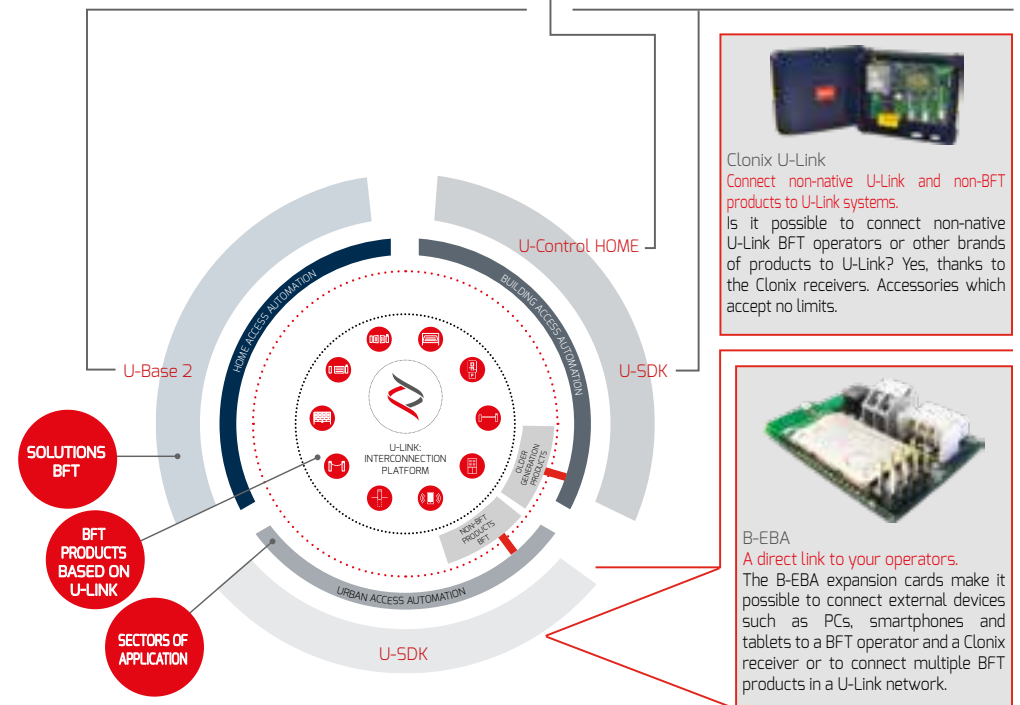 Clonix U-Link
Connect non-native U-Link and non-BFT
products to U-Link systems.
Is it possible to connect non-native
U-Link BFT operators or other brands
of products to U-Link? Yes, thanks to
the Clonix receivers. Accessories which
accept no limits.
U-Control HOME
HOME ACCESS AUTOMATION
BUILDING ACCESS AUTOMATION
U-Base 2
U-SDK
U-LINK:
INTERCONNECTION
PLATFORM
OLDER
GENERATION
PRODUCTS
NON-BFT
PRODUCTS
BFT
URBAN ACCESS AUTOMATION
U-SDK
SOLUTIONS
BFT
BFT
PRODUCTS
BASED ON
U-LINK
SECTORS OF
APPLICATION
B-EBA
A direct link to your operators.
The B-EBA expansion cards make it
possible to connect external devices
such as PCs, smartphones and
tablets to a BFT operator and a Clonix
receiver or to connect multiple BFT
products in a U-Link network.